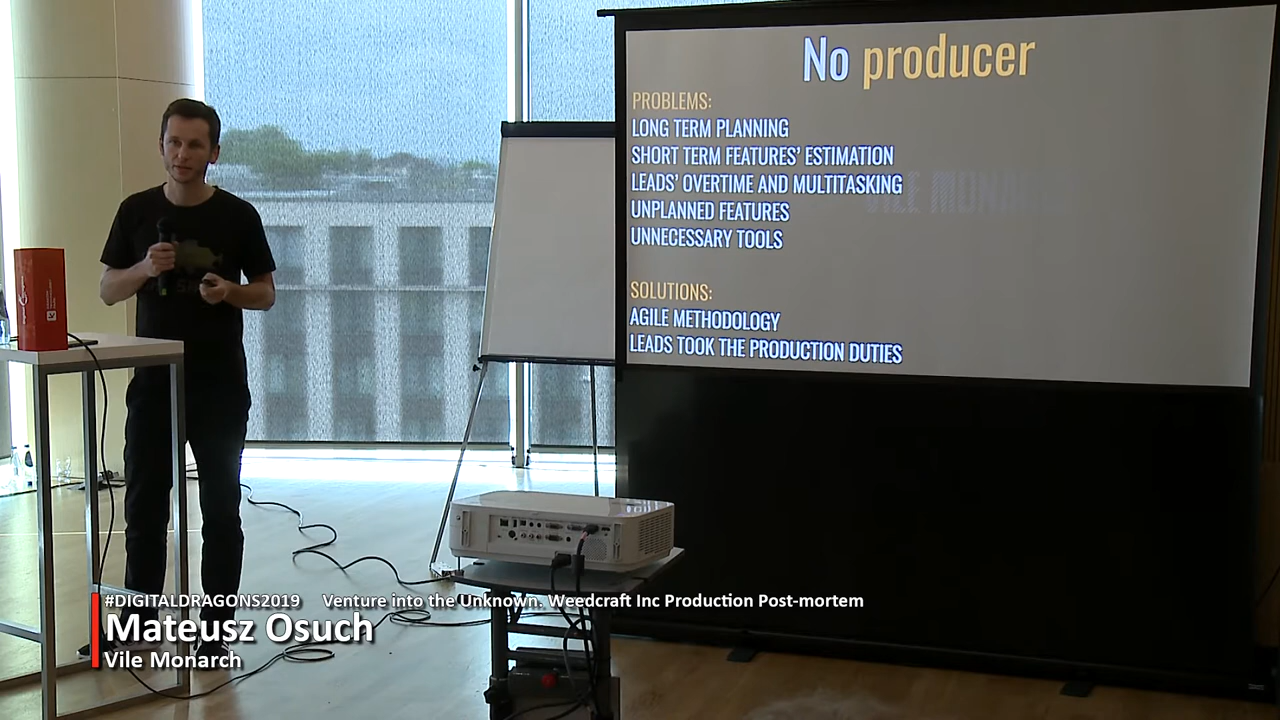 No producer
PROBLEMS:
LONG TERM PLANNING
SHORT TERM FEATURES' ESTIMATION
LEADS' OVERTIME AND MULTITASKING
UNPLANNED FEATURES
UNNECESSARY TOOLS
SOLUTIONS:
AGILE METHODOLOGY
LEADS TOOK THE PRODUCTION DUTIES
VILE MONARCH
#DIGITALDRAGONS2019 Venture into the Unknown. Weedcraft Inc Production Post-mortem
Mateusz Osuch
Vile Monarch